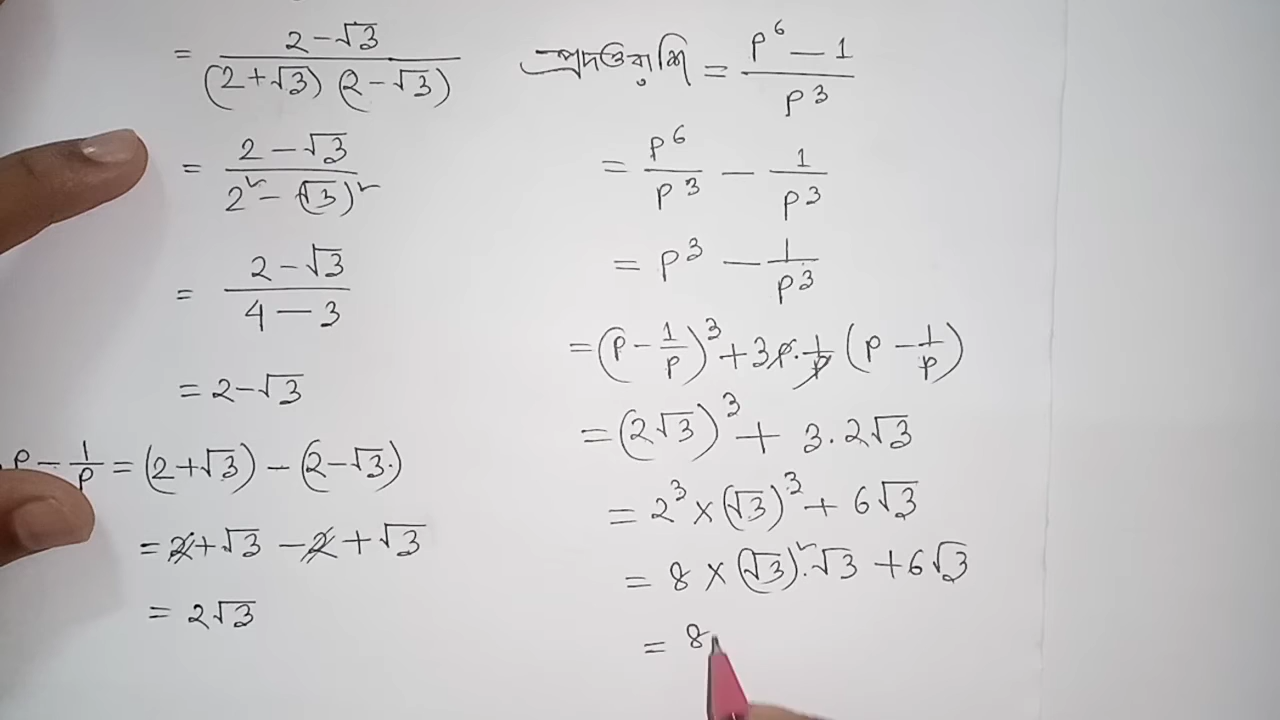 = (2-√3)/((2+√3)(2-√3))
= (2-√3)/(2² - (√3)²)
= (2-√3)/(4-3)
= 2-√3
P - 1/P = (2+√3) - (2-√3)
= 2+√3 - 2+√3
= 2√3
প্রদত্ত রাশি = (P⁶ - 1)/P³
= P⁶/P³ - 1/P³
= P³ - 1/P³
= (P - 1/P)³ + 3P·1/P (P - 1/P)
= (2√3)³ + 3.2√3
= 2³ × (√3)³ + 6√3
= 8 × (√3)².√3 + 6√3
= 8